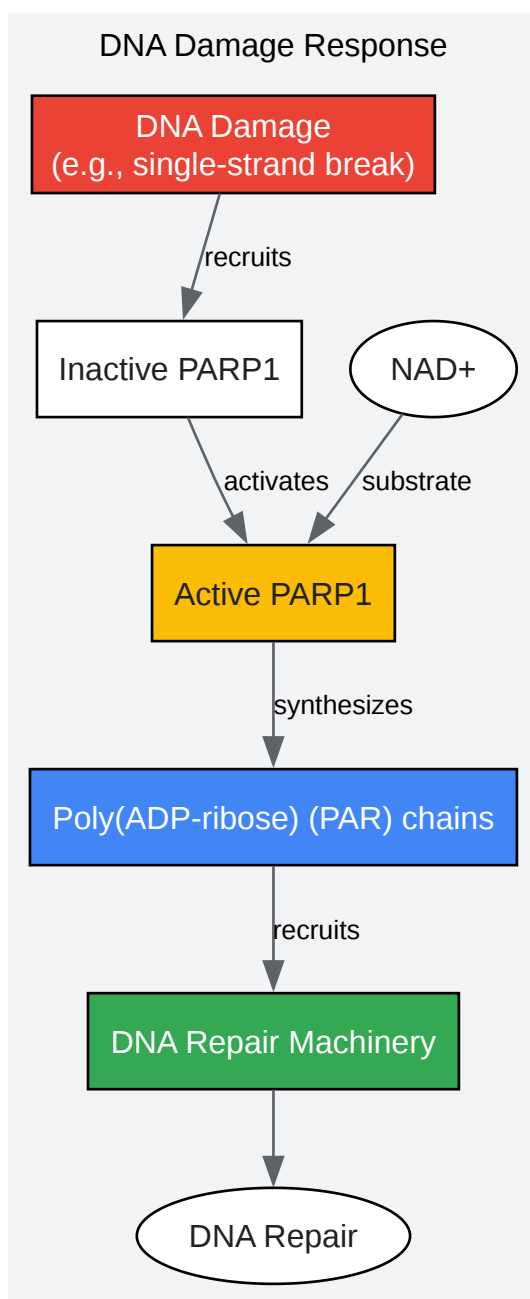 DNA Damage Response
DNA Damage
(e.g., single-strand break)
recruits
Inactive PARP1
NAD+
activates
substrate
Active PARP1
synthesizes
Poly(ADP-ribose) (PAR) chains
recruits
DNA Repair Machinery
DNA Repair